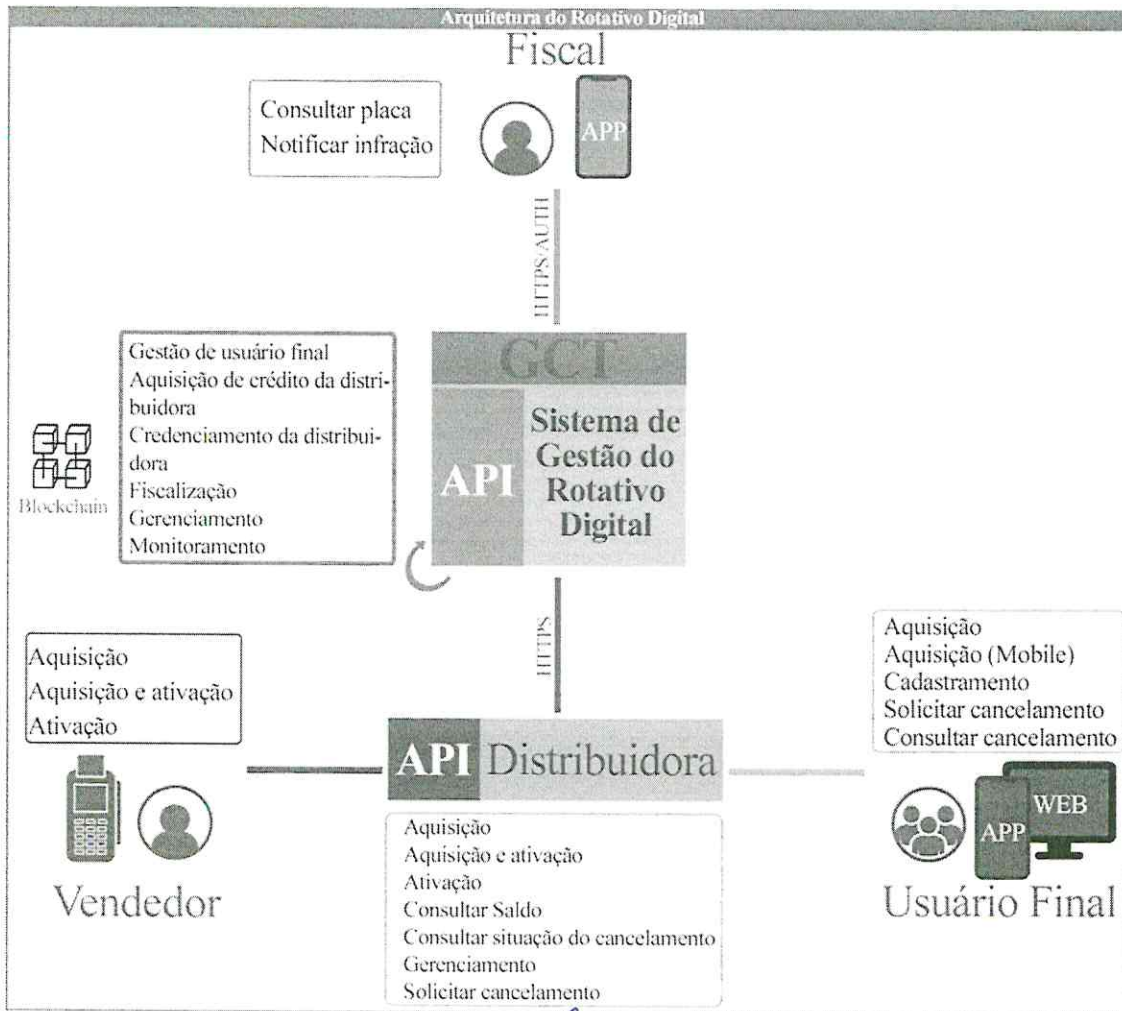 Arquitetura do Rotativo Digital
Fiscal
Consultar placa
Notificar infração
APP
HTTPS/AUTH
GCT
API
Sistema de
Gestão do
Rotativo
Digital
Gestão de usuário final
Aquisição de crédito da distri-
buidora
Credenciamento da distribui-
dora
Fiscalização
Gerenciamento
Monitoramento
Blockchain
HTTPS
Aquisição
Aquisição e ativação
Ativação
Vendedor
API Distribuidora
Aquisição
Aquisição e ativação
Ativação
Consultar Saldo
Consultar situação do cancelamento
Gerenciamento
Solicitar cancelamento
Aquisição
Aquisição (Mobile)
Cadastramento
Solicitar cancelamento
Consultar cancelamento
APP
WEB
Usuário Final